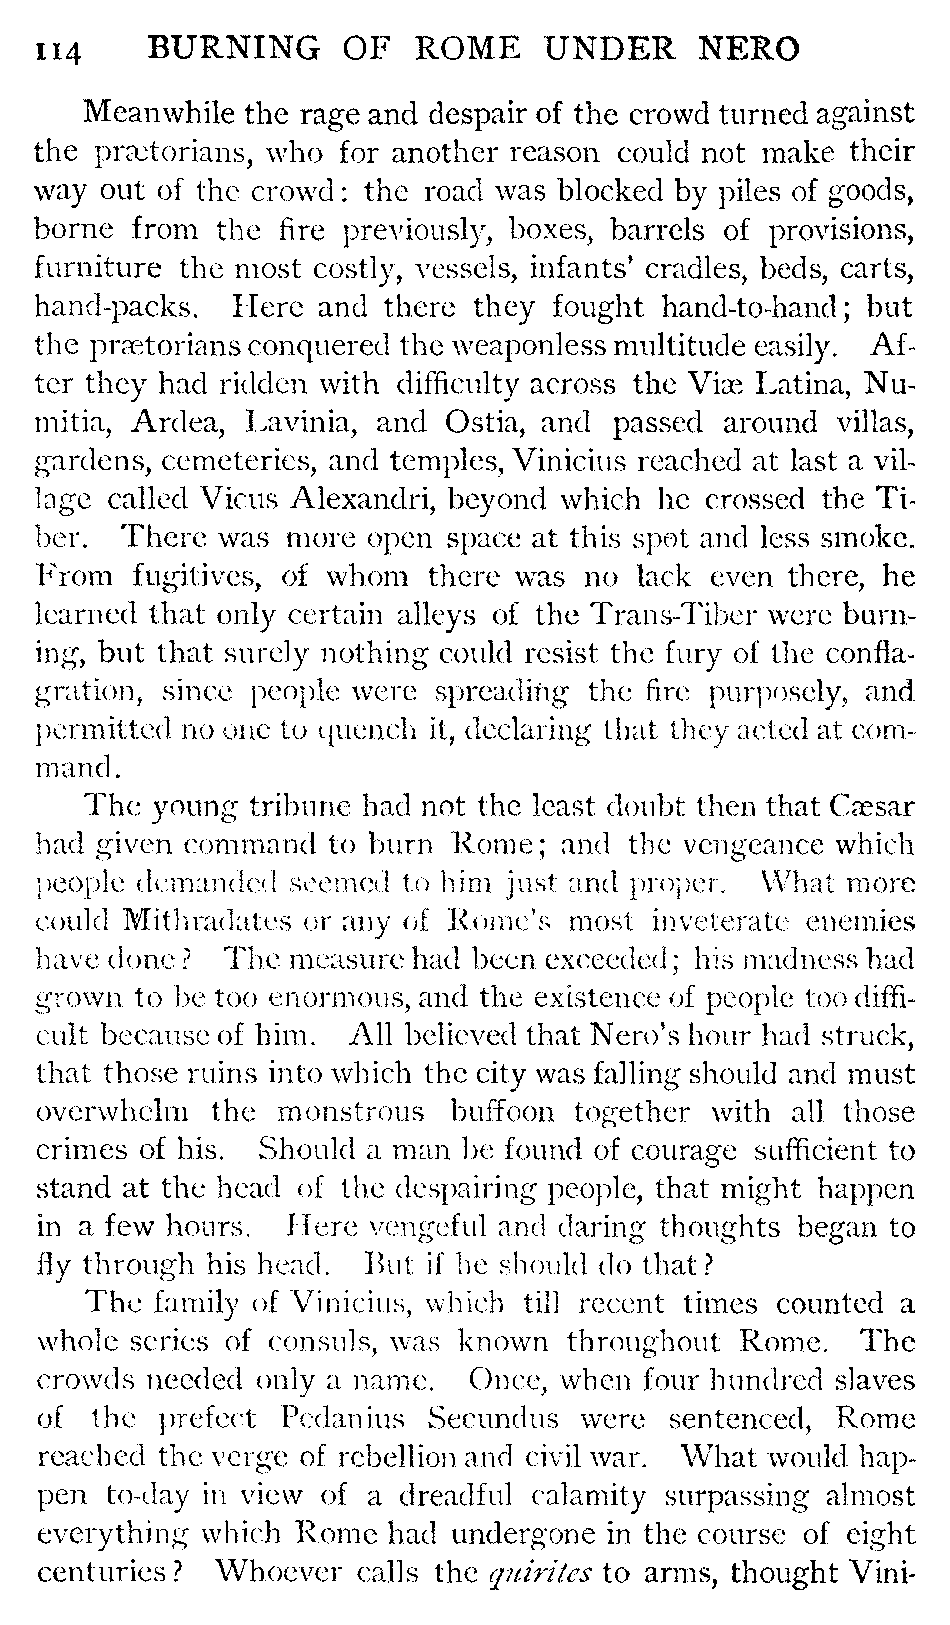 114 BURNING OF ROME UNDER NERO
Meanwhile the rage and despair of the crowd turned against
the prætorians, who for another reason could not make their
way out of the crowd: the road was blocked by piles of goods,
borne from the fire previously, boxes, barrels of provisions,
furniture the most costly, vessels, infants' cradles, beds, carts,
hand-packs. Here and there they fought hand-to-hand; but
the prætorians conquered the weaponless multitude easily. Af-
ter they had ridden with difficulty across the Viæ Latina, Nu-
mitia, Ardea, Lavinia, and Ostia, and passed around villas,
gardens, cemeteries, and temples, Vinicius reached at last a vil-
lage called Vicus Alexandri, beyond which he crossed the Ti-
ber. There was more open space at this spot and less smoke.
From fugitives, of whom there was no lack even there, he
learned that only certain alleys of the Trans-Tiber were burn-
ing, but that surely nothing could resist the fury of the confla-
gration, since people were spreading the fire purposely, and
permitted no one to quench it, declaring that they acted at com-
mand.
The young tribune had not the least doubt then that Cæsar
had given command to burn Rome; and the vengeance which
people demanded seemed to him just and proper. What more
could Mithradates or any of Rome's most inveterate enemies
have done? The measure had been exceeded; his madness had
grown to be too enormous, and the existence of people too diffi-
cult because of him. All believed that Nero's hour had struck,
that those ruins into which the city was falling should and must
overwhelm the monstrous buffoon together with all those
crimes of his. Should a man be found of courage sufficient to
stand at the head of the despairing people, that might happen
in a few hours. Here vengeful and daring thoughts began to
fly through his head. But if he should do that?
The family of Vinicius, which till recent times counted a
whole series of consuls, was known throughout Rome. The
crowds needed only a name. Once, when four hundred slaves
of the prefect Pedanius Secundus were sentenced, Rome
reached the verge of rebellion and civil war. What would hap-
pen to-day in view of a dreadful calamity surpassing almost
everything which Rome had undergone in the course of eight
centuries? Whoever calls the quirites to arms, thought Vini-